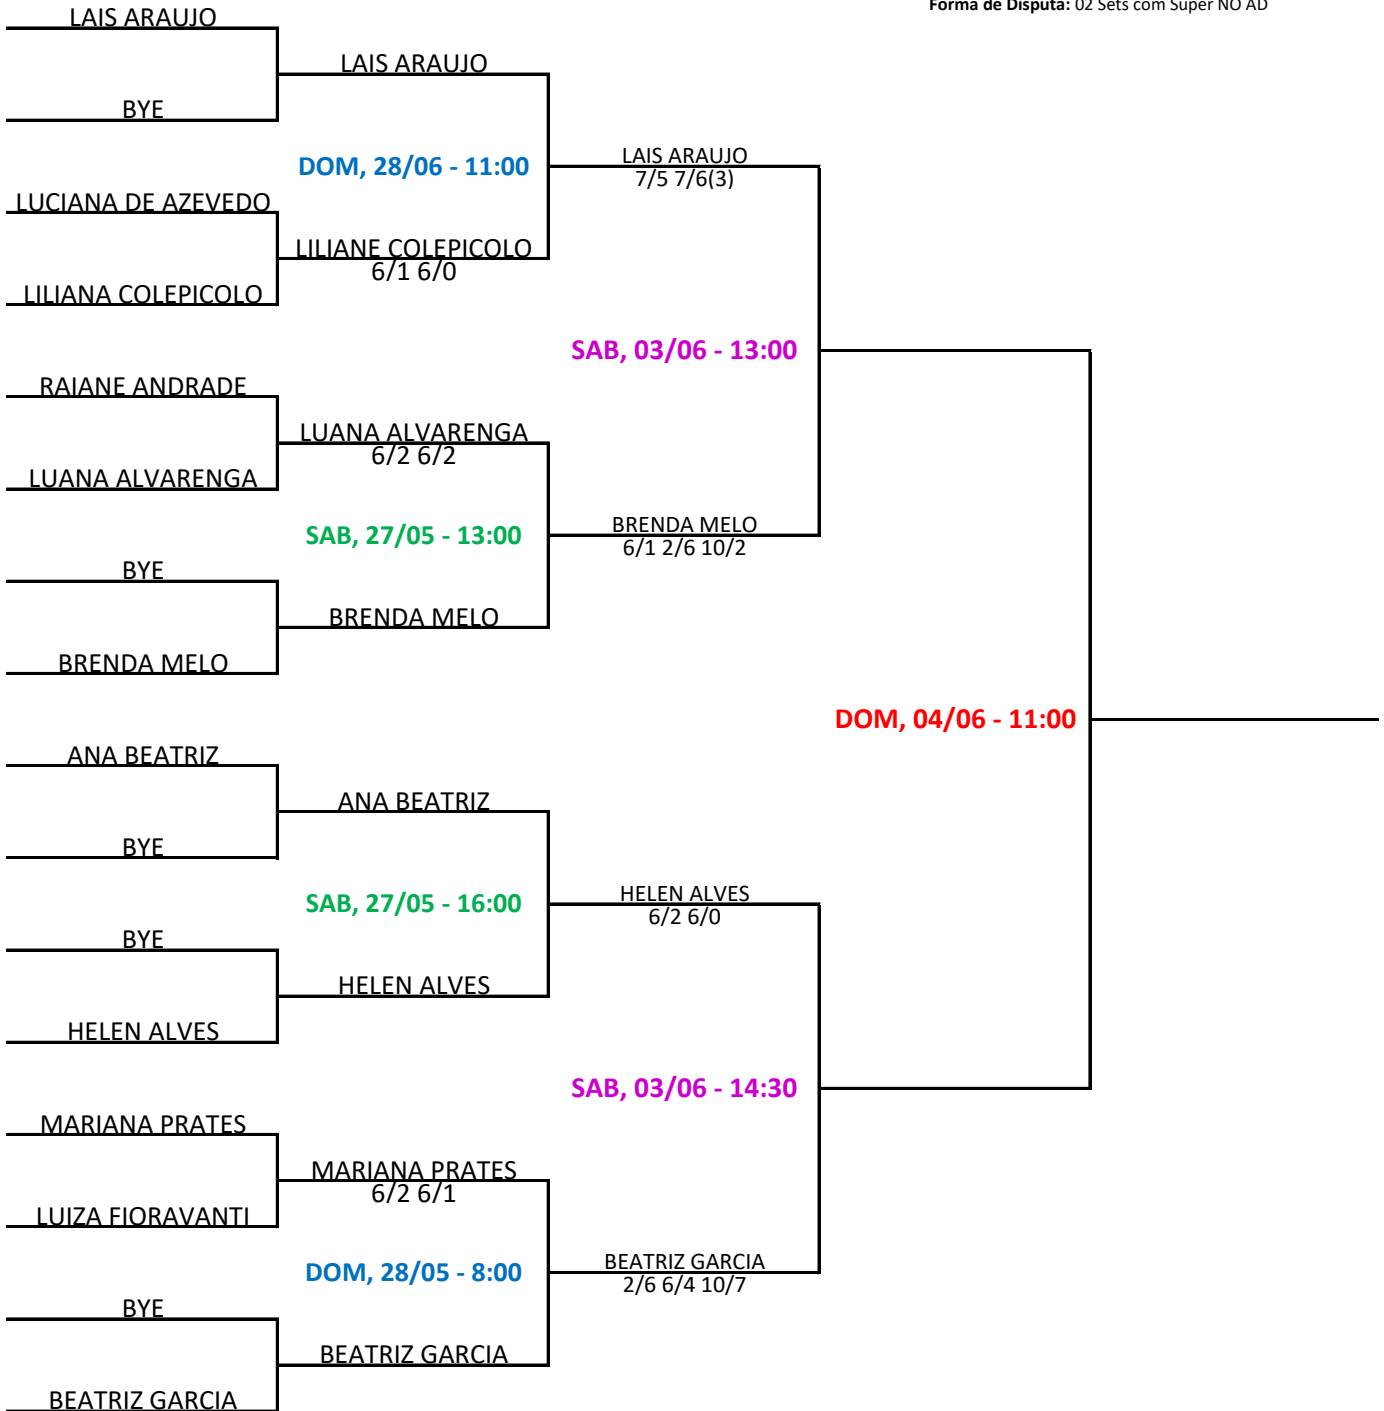 Forma de Disputa: 02 Sets com Super NO AD
LAIS ARAUJO
LAIS ARAUJO
BYE
DOM, 28/06 - 11:00
LAIS ARAUJO
7/5 7/6(3)
LUCIANA DE AZEVEDO
LILIANE COLEPICOLO
6/1 6/0
LILIANA COLEPICOLO
SAB, 03/06 - 13:00
RAIANE ANDRADE
LUANA ALVARENGA
6/2 6/2
LUANA ALVARENGA
SAB, 27/05 - 13:00
BRENDA MELO
6/1 2/6 10/2
BYE
BRENDA MELO
BRENDA MELO
DOM, 04/06 - 11:00
ANA BEATRIZ
ANA BEATRIZ
BYE
SAB, 27/05 - 16:00
HELEN ALVES
6/2 6/0
BYE
HELEN ALVES
HELEN ALVES
SAB, 03/06 - 14:30
MARIANA PRATES
MARIANA PRATES
6/2 6/1
LUIZA FIORAVANTI
DOM, 28/05 - 8:00
BEATRIZ GARCIA
2/6 6/4 10/7
BYE
BEATRIZ GARCIA
BEATRIZ GARCIA